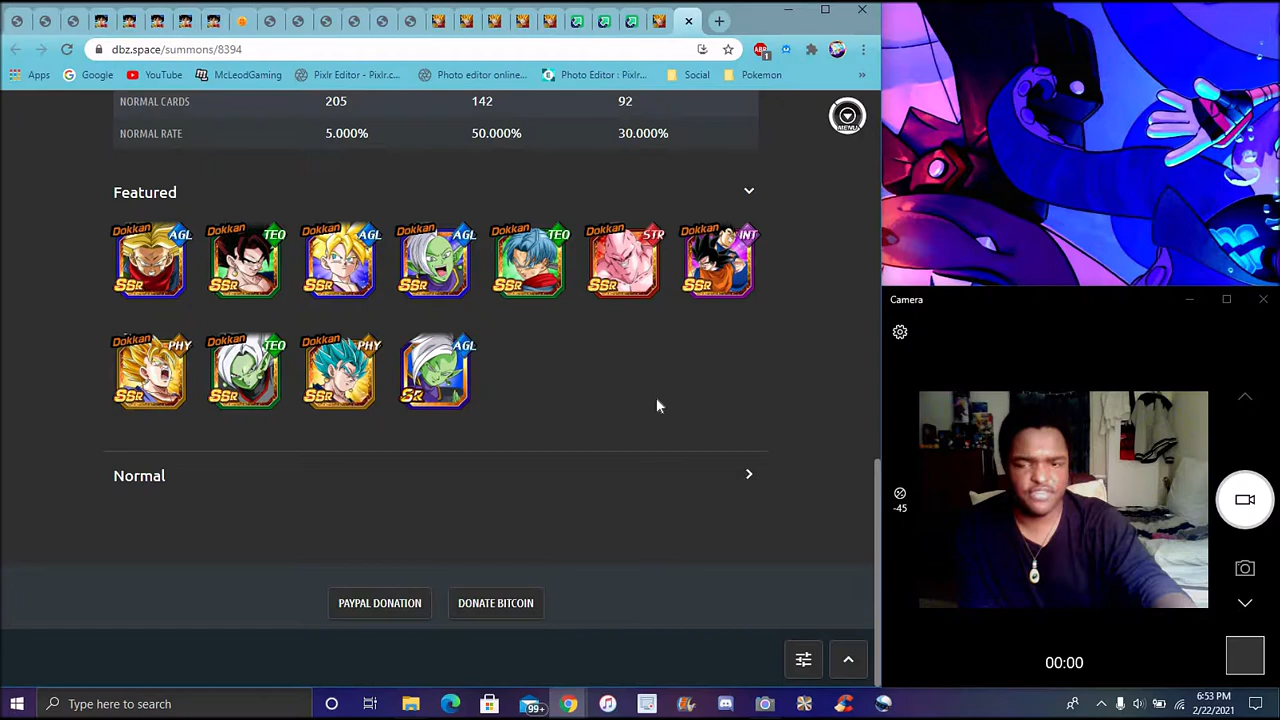 dbz.space/summons/8394
ABP
1
Apps Google YouTube McLeodGaming Pixlr Editor - Pixlr.c... Photo editor online... Photo Editor : Pixlr... Social Pokemon »
NORMAL CARDS 205 142 92
MENU
NORMAL RATE 5.000% 50.000% 30.000%
Featured
Dokkan AGL SSR Dokkan TEQ SSR Dokkan AGL SSR Dokkan AGL SSR Dokkan TEQ SSR Dokkan STR SSR Dokkan INT SSR
Dokkan PHY SSR Dokkan TEQ SSR Dokkan PHY SSR AGL SR
Normal
PAYPAL DONATION DONATE BITCOIN
Camera
-45
00:00
Type here to search
99+
6:53 PM
2/22/2021